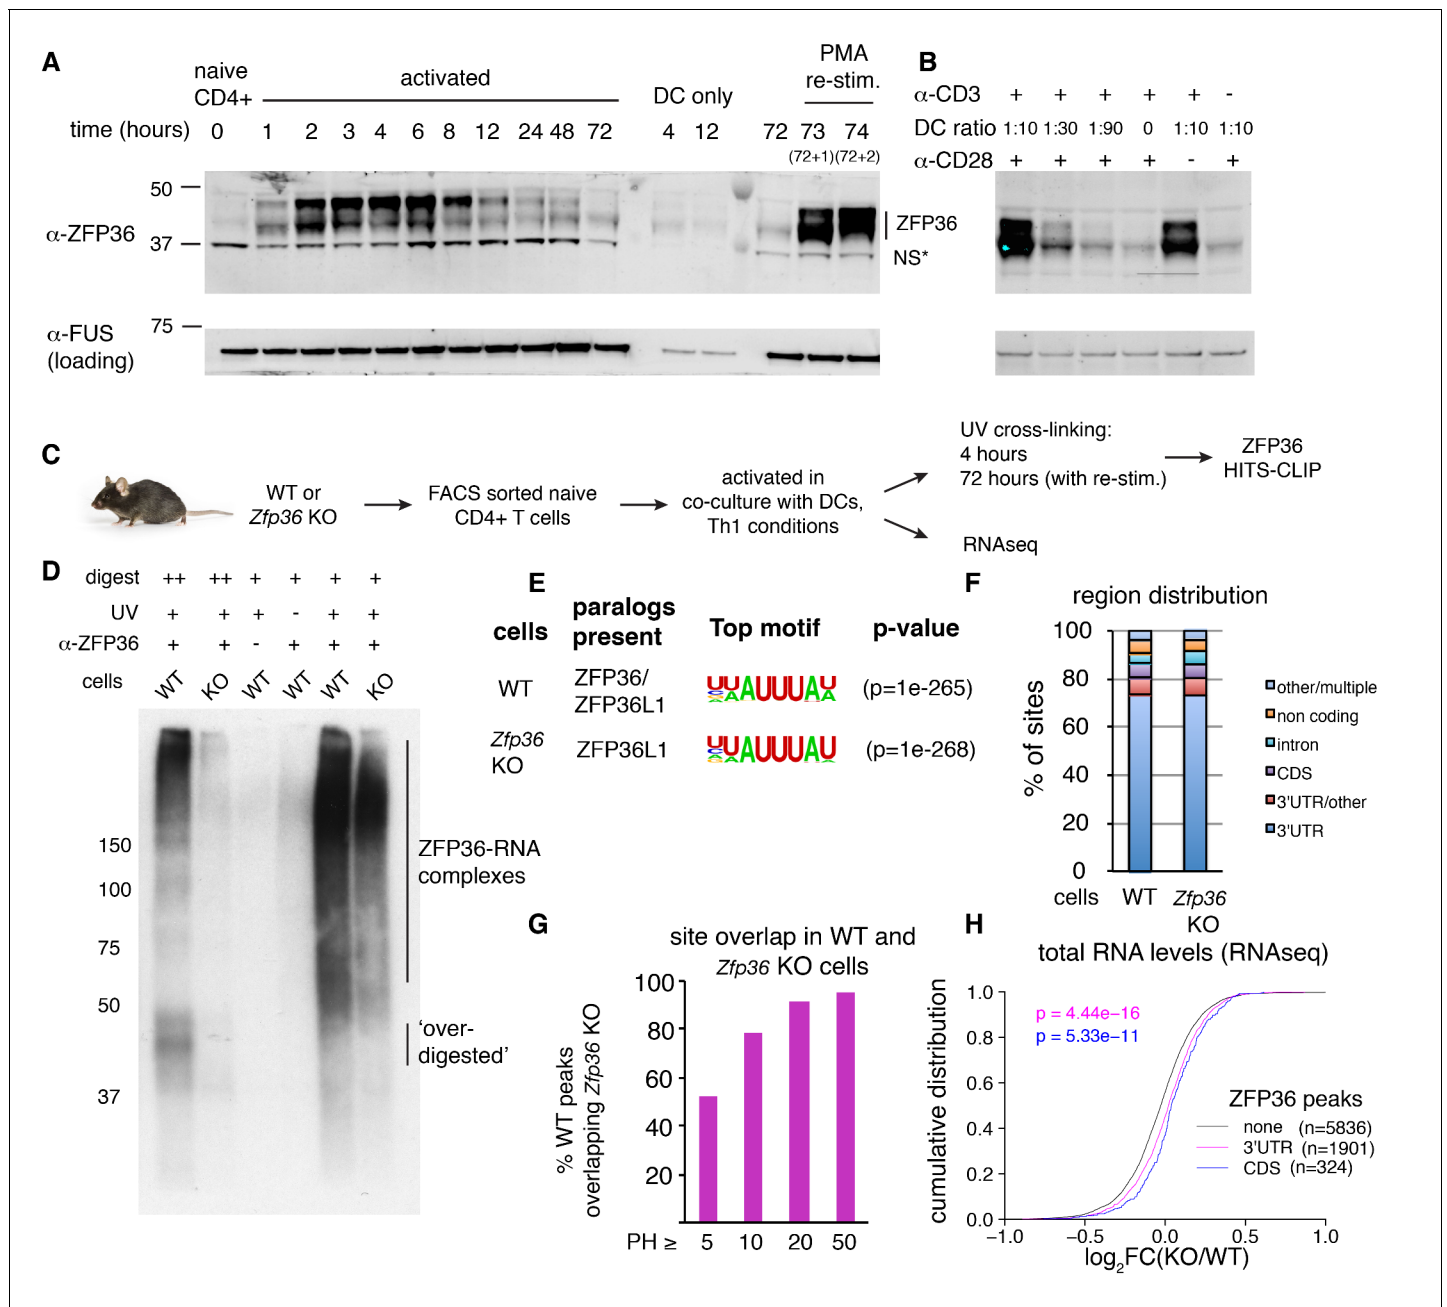 A
naive
CD4+
activated
DC only
PMA
re-stim.
time (hours)
0 1 2 3 4 6 8 12 24 48 72 4 12 72 73 74
(72+1) (72+2)
α-ZFP36
50
37
ZFP36
NS*
α-FUS
(loading)
75
B
α-CD3 + + + + + -
DC ratio 1:10 1:30 1:90 0 1:10 1:10
α-CD28 + + + + - +
C
WT or
Zfp36 KO
FACS sorted naive
CD4+ T cells
activated in
co-culture with DCs,
Th1 conditions
UV cross-linking:
4 hours
72 hours (with re-stim.)
ZFP36
HITS-CLIP
RNAseq
D
digest ++ ++ + + + +
UV + + + - + +
α-ZFP36 + + - + + +
cells WT KO WT WT WT KO
150
100
75
50
37
ZFP36-RNA
complexes
‘over-
digested’
E
cells
paralogs
present
Top motif
p-value
WT
ZFP36/
ZFP36L1
UUAUUUAU
(p=1e-265)
Zfp36
KO
ZFP36L1
UUAUUUAU
(p=1e-268)
F
region distribution
% of sites
100
80
60
40
20
0
cells WT Zfp36
KO
other/multiple
non coding
intron
CDS
3'UTR/other
3'UTR
G
site overlap in WT and
Zfp36 KO cells
% WT peaks
overlapping Zfp36 KO
100
80
60
40
20
PH ≥ 5 10 20 50
H
total RNA levels (RNAseq)
cumulative distribution
1.0
0.8
0.6
0.4
0.2
0.0
p = 4.44e−16
p = 5.33e−11
ZFP36 peaks
none (n=5836)
3'UTR (n=1901)
CDS (n=324)
−1.0 −0.5 0.0 0.5 1.0
log2FC(KO/WT)